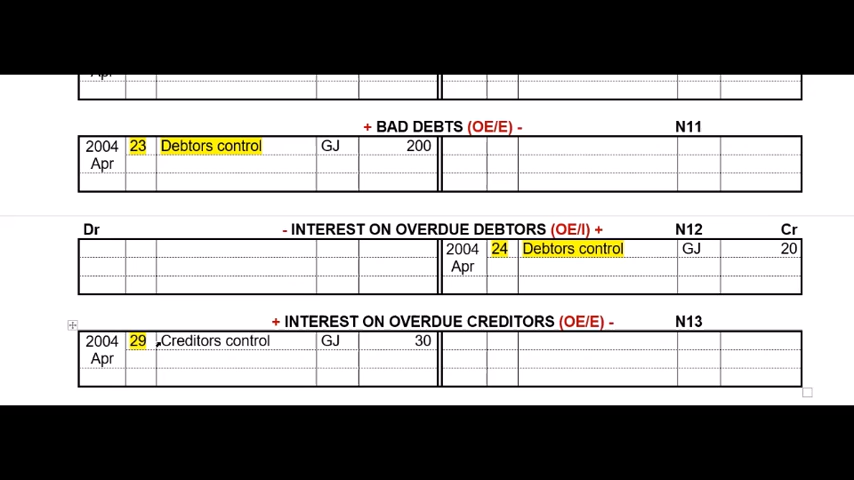 Apr
+ BAD DEBTS (OE/E) - N11
2004 23 Debtors control GJ 200
Apr
Dr - INTEREST ON OVERDUE DEBTORS (OE/I) + N12 Cr
2004 24 Debtors control GJ 20
Apr
+ INTEREST ON OVERDUE CREDITORS (OE/E) - N13
2004 29 Creditors control GJ 30
Apr